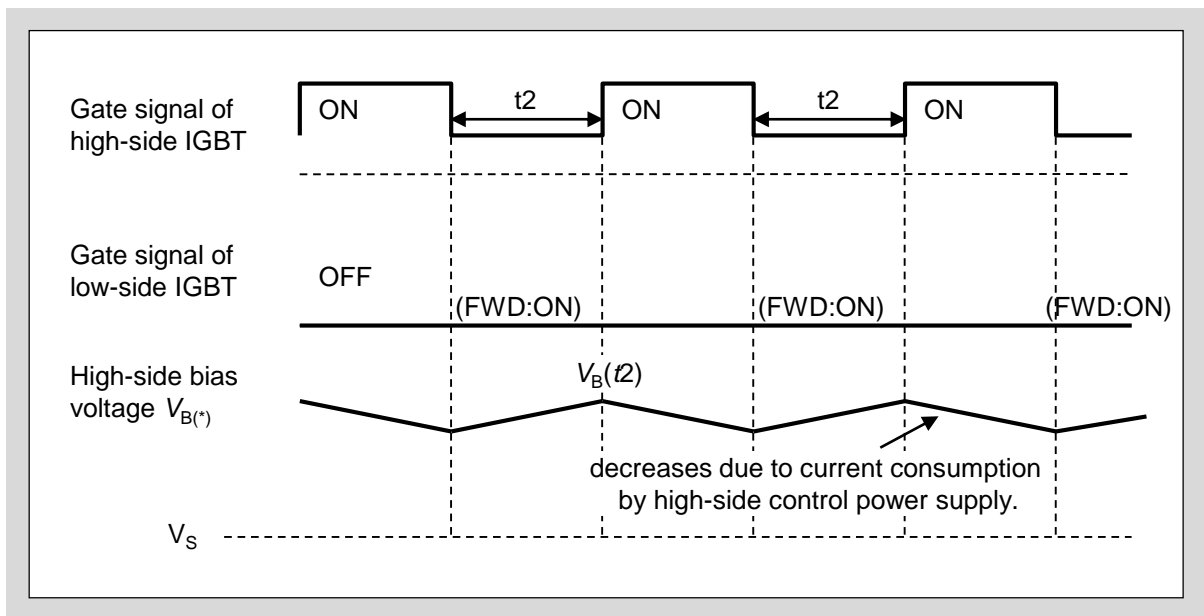 Gate signal of
high-side IGBT
ON
t2
ON
t2
ON
Gate signal of
low-side IGBT
OFF
(FWD:ON)
(FWD:ON)
(FWD:ON)
High-side bias
voltage VB(*)
VB(t2)
decreases due to current consumption
by high-side control power supply.
VS